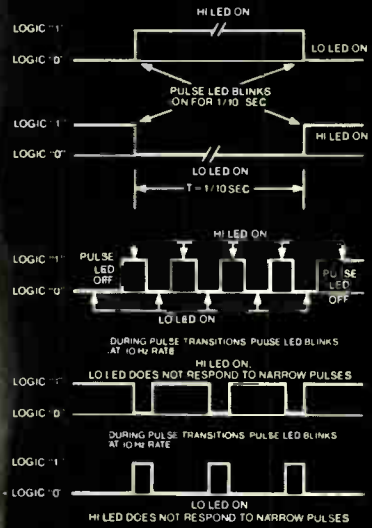 HI LED ON
LOGIC "1"
LO LED ON
LOGIC "0"
PULSE LED BLINKS
ON FOR 1/10 SEC
LOGIC "1"
HI LED ON
LOGIC "0"
LO LED ON
T = 1/10 SEC
HI LED ON
LOGIC "1"
PULSE
LED
OFF
PULSE
LED
OFF
LOGIC "0"
LO LED ON
DURING PULSE TRANSITIONS PULSE LED BLINKS
AT 10 Hz RATE
HI LED ON,
LO LED DOES NOT RESPOND TO NARROW PULSES
LOGIC "1"
LOGIC "0"
DURING PULSE TRANSITIONS PULSE LED BLINKS
AT 10 Hz RATE
LOGIC "1"
LOGIC "0"
LO LED ON
HI LED DOES NOT RESPOND TO NARROW PULSES